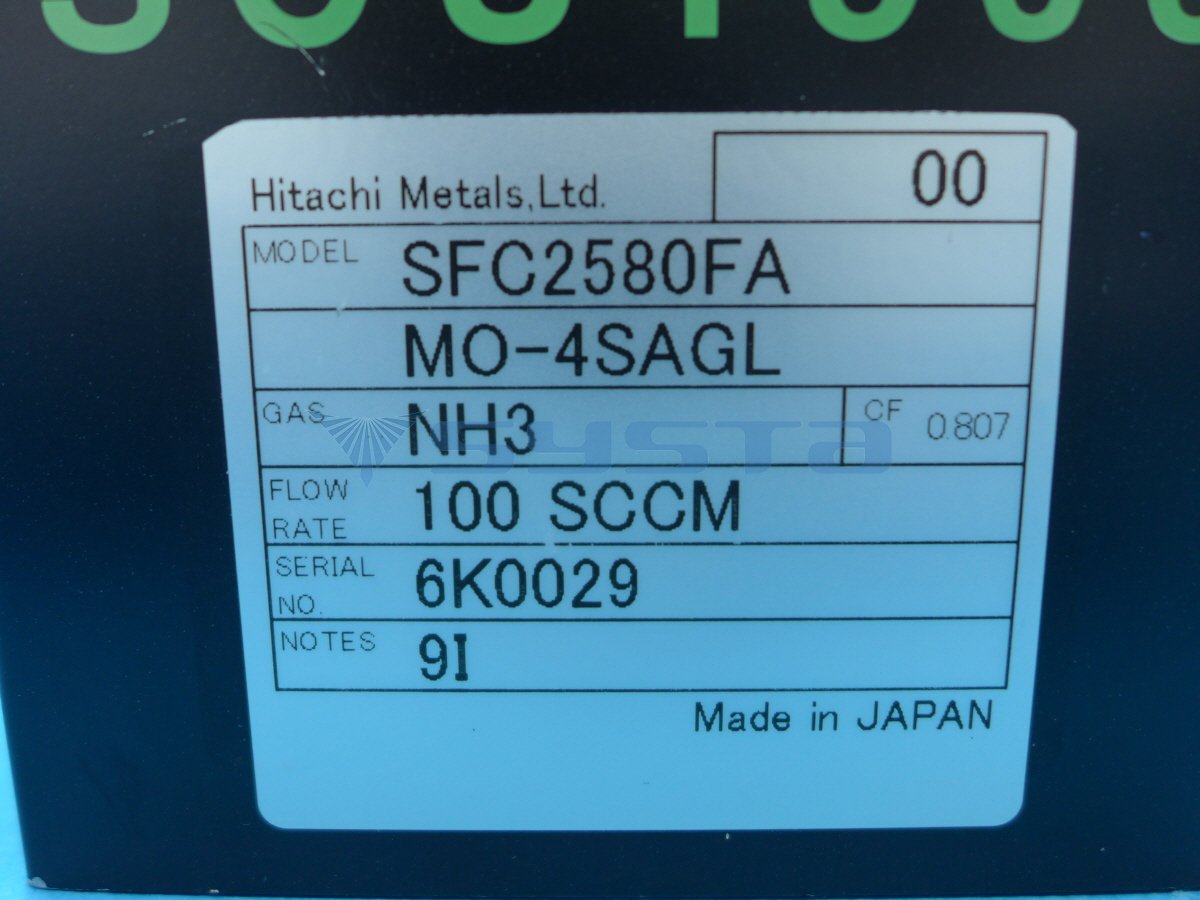 Hitachi Metals,Ltd.
00
MODEL SFC2580FA
MO-4SAGL
GAS NH3 CF 0.807
FLOW RATE 100 SCCM
SERIAL NO. 6K0029
NOTES 9I
Made in JAPAN
SYSTA